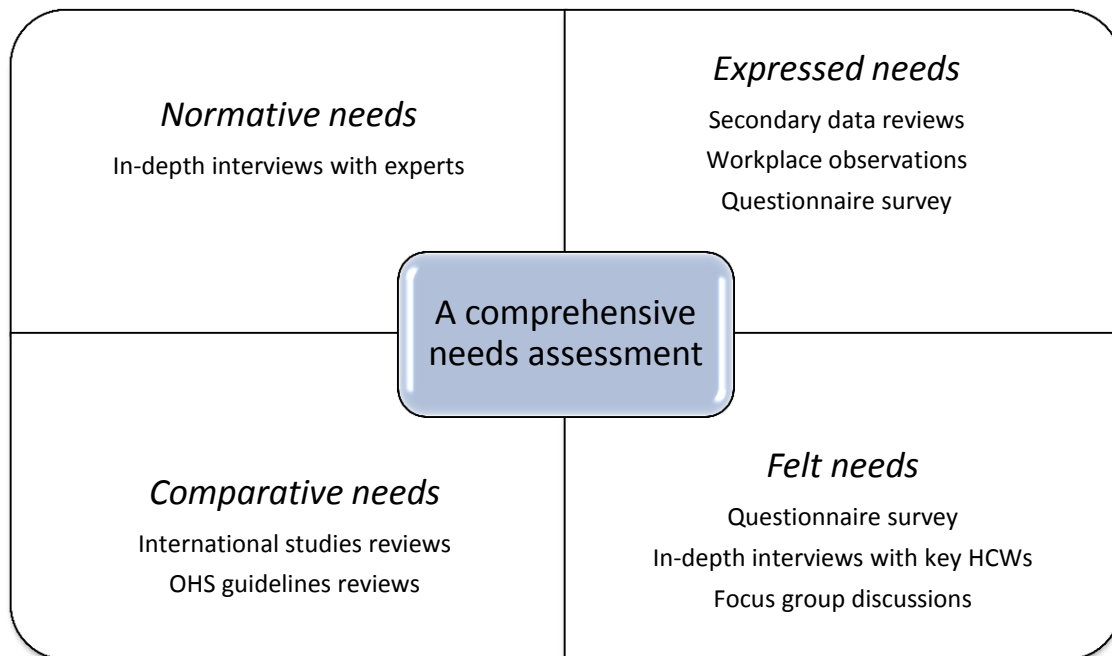 Normative needs
In-depth interviews with experts
Expressed needs
Secondary data reviews
Workplace observations
Questionnaire survey
A comprehensive
needs assessment
Comparative needs
International studies reviews
OHS guidelines reviews
Felt needs
Questionnaire survey
In-depth interviews with key HCWs
Focus group discussions